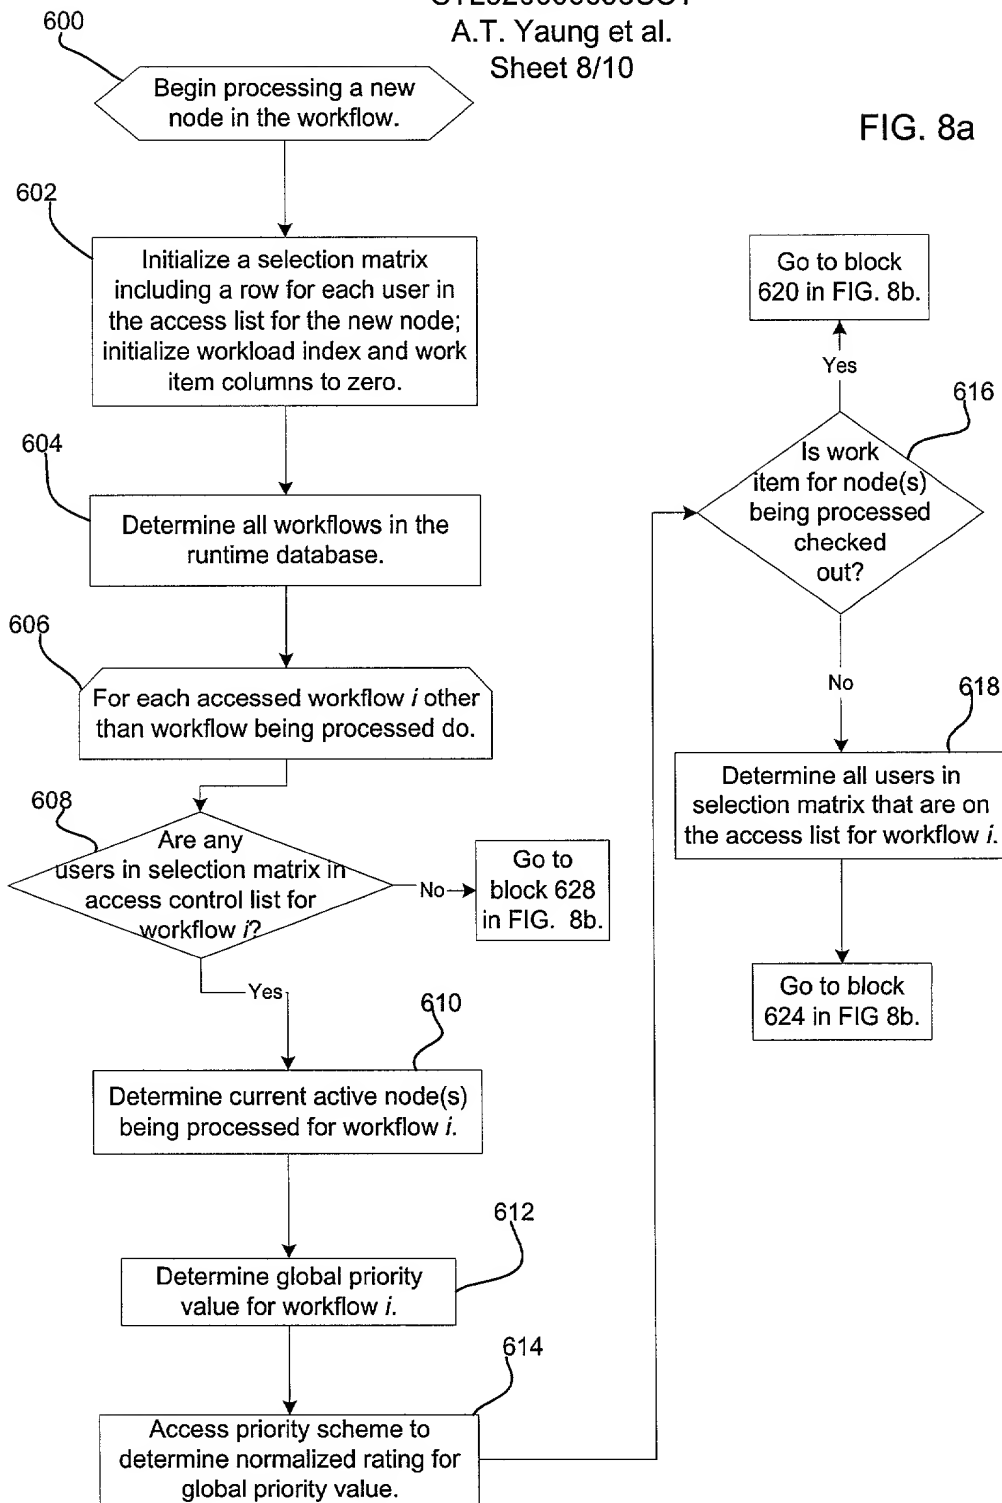 A.T. Yaung et al.
Sheet 8/10
FIG. 8a
600
Begin processing a new
node in the workflow.
602
Initialize a selection matrix
including a row for each user in
the access list for the new node;
initialize workload index and work
item columns to zero.
604
Determine all workflows in the
runtime database.
606
For each accessed workflow i other
than workflow being processed do.
608
Are any
users in selection matrix in
access control list for
workflow i?
No
Go to
block 628
in FIG. 8b.
Yes
610
Determine current active node(s)
being processed for workflow i.
612
Determine global priority
value for workflow i.
614
Access priority scheme to
determine normalized rating for
global priority value.
Go to block
620 in FIG. 8b.
Yes
616
Is work
item for node(s)
being processed
checked
out?
No
618
Determine all users in
selection matrix that are on
the access list for workflow i.
Go to block
624 in FIG 8b.